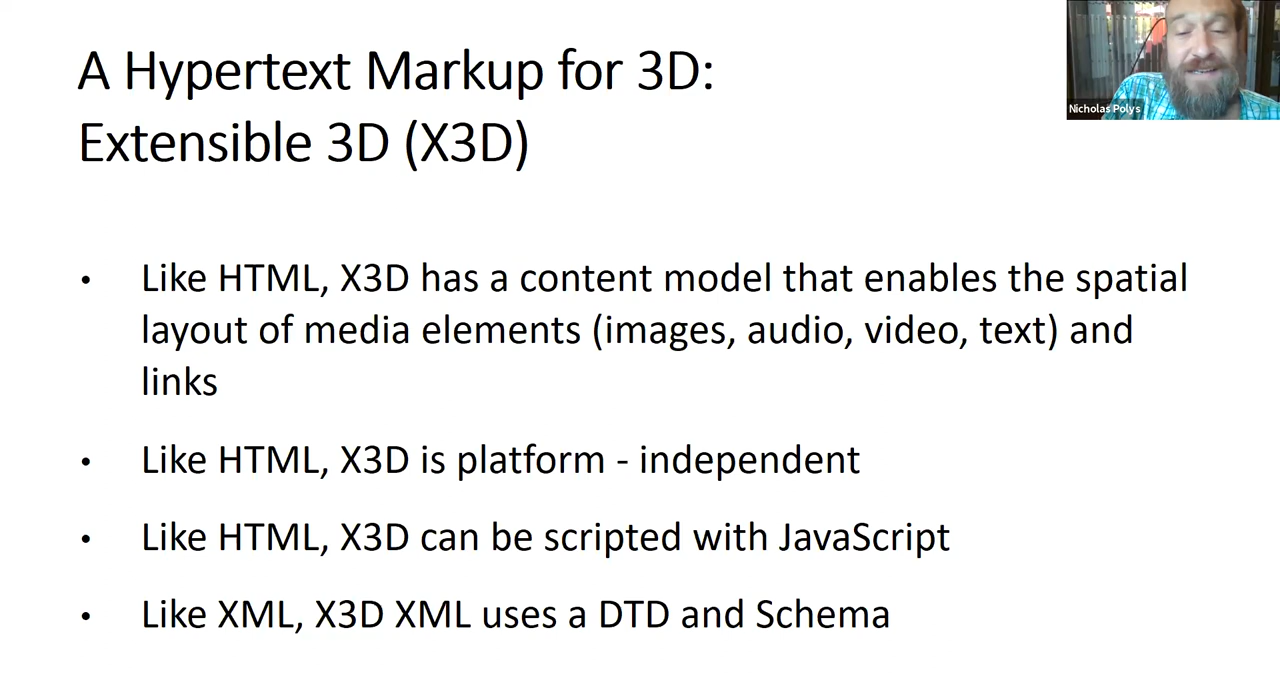 A Hypertext Markup for 3D:
Extensible 3D (X3D)
Nicholas Polys
• Like HTML, X3D has a content model that enables the spatial
layout of media elements (images, audio, video, text) and
links
• Like HTML, X3D is platform - independent
• Like HTML, X3D can be scripted with JavaScript
• Like XML, X3D XML uses a DTD and Schema